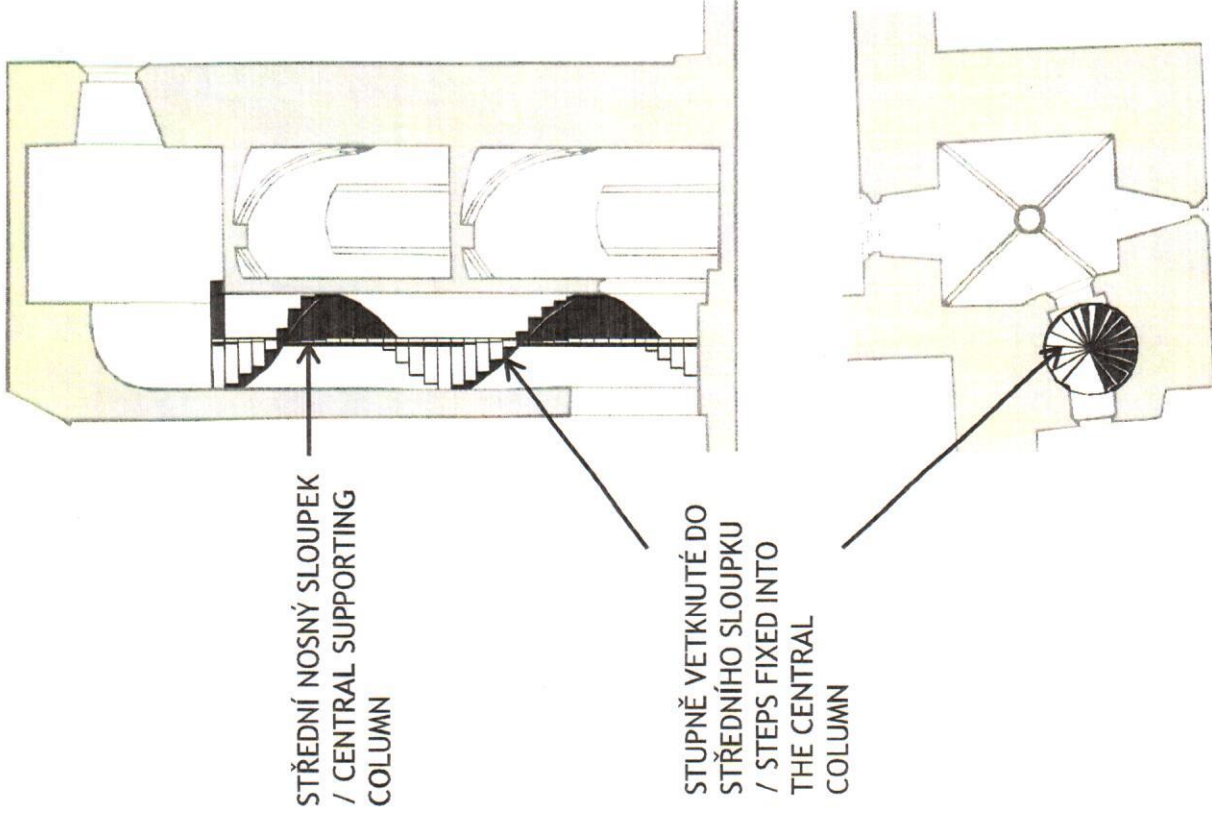 STŘEDNÍ NOSNÝ SLOUPEK
/ CENTRAL SUPPORTING
COLUMN
STUPNĚ VETKNUTÉ DO
STŘEDNÍHO SLOUPKU
/ STEPS FIXED INTO
THE CENTRAL
COLUMN